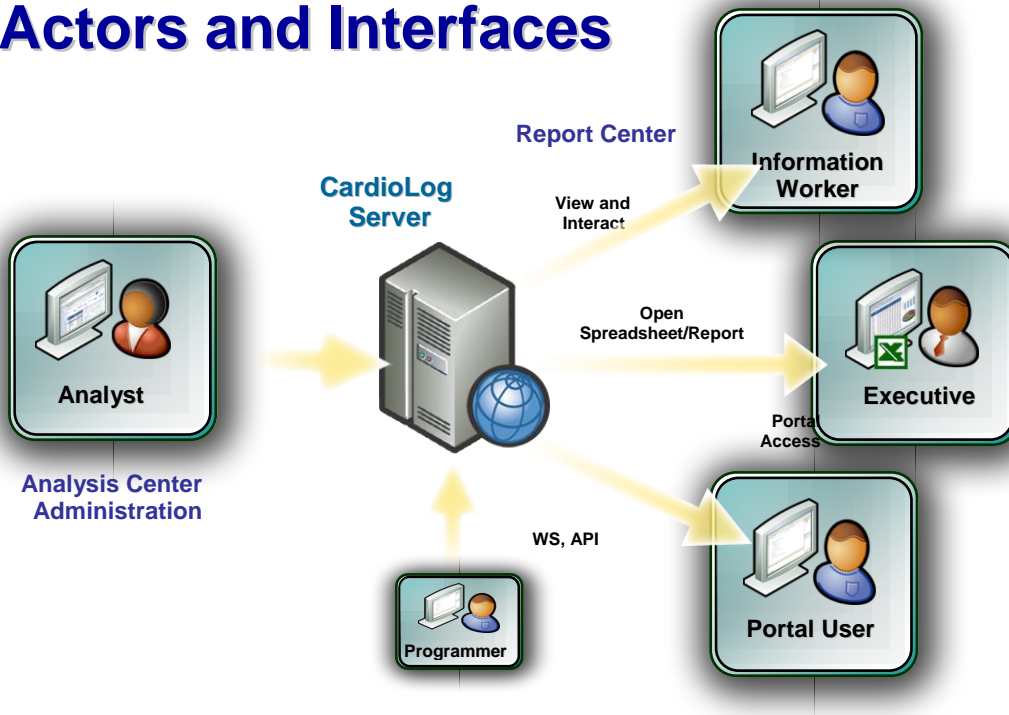 Actors and Interfaces
Report Center
Information
Worker
CardioLog
Server
View and
Interact
Open
Spreadsheet/Report
Analyst
Executive
Portal
Access
Analysis Center
Administration
WS, API
Programmer
Portal User